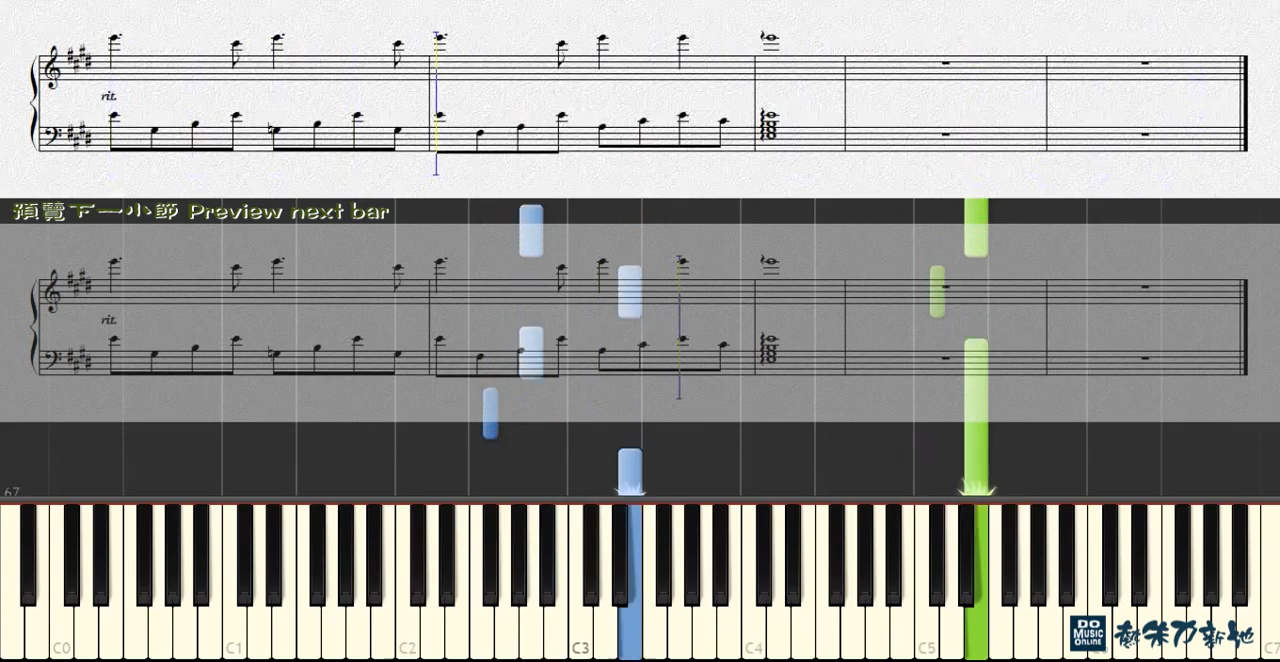 rit.
預覽下一小節 Preview next bar
rit.
67
C0 C1 C2 C3 C4 C5 C7
DO
MUSIC
ONLINE